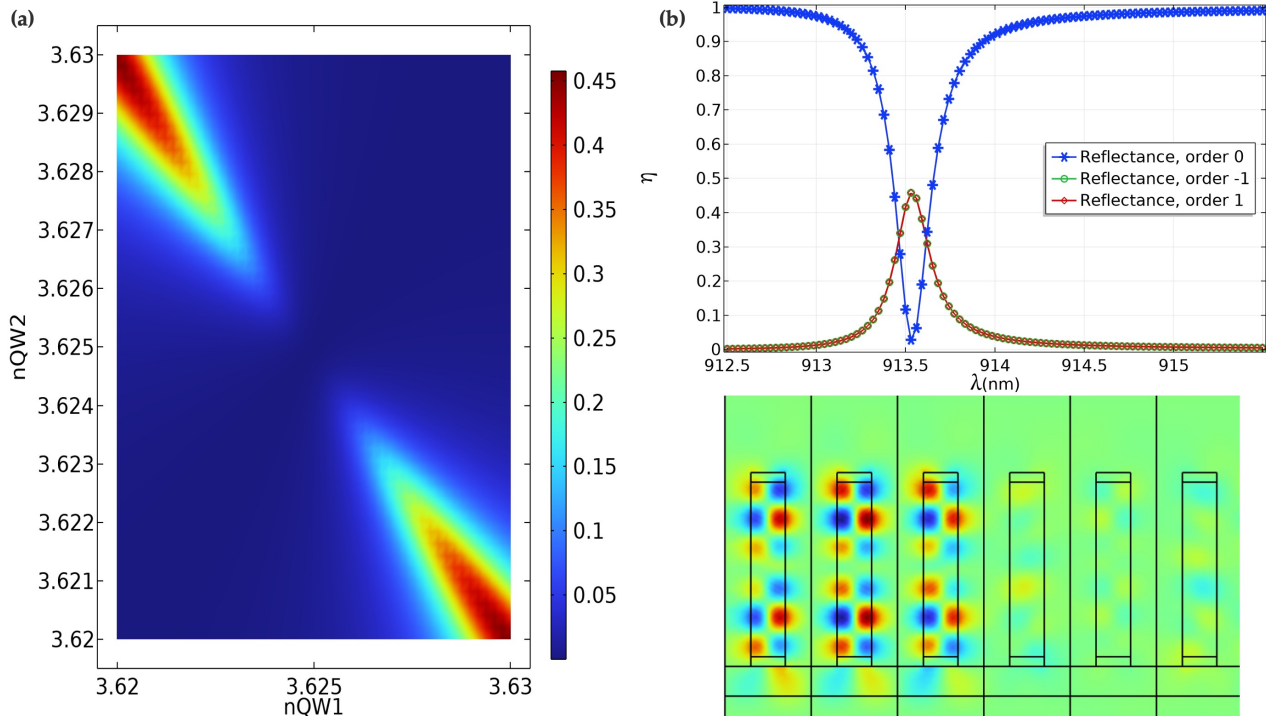 (a)
3.63
3.629
3.628
3.627
3.626
3.625
3.624
3.623
3.622
3.621
3.62
nQW2
3.62 3.625 3.63
nQW1
0.45
0.4
0.35
0.3
0.25
0.2
0.15
0.1
0.05
(b)
1
0.9
0.8
0.7
0.6
0.5
0.4
0.3
0.2
0.1
0
η
Reflectance, order 0
Reflectance, order -1
Reflectance, order 1
912.5 913 913.5 914 914.5 915
λ(nm)